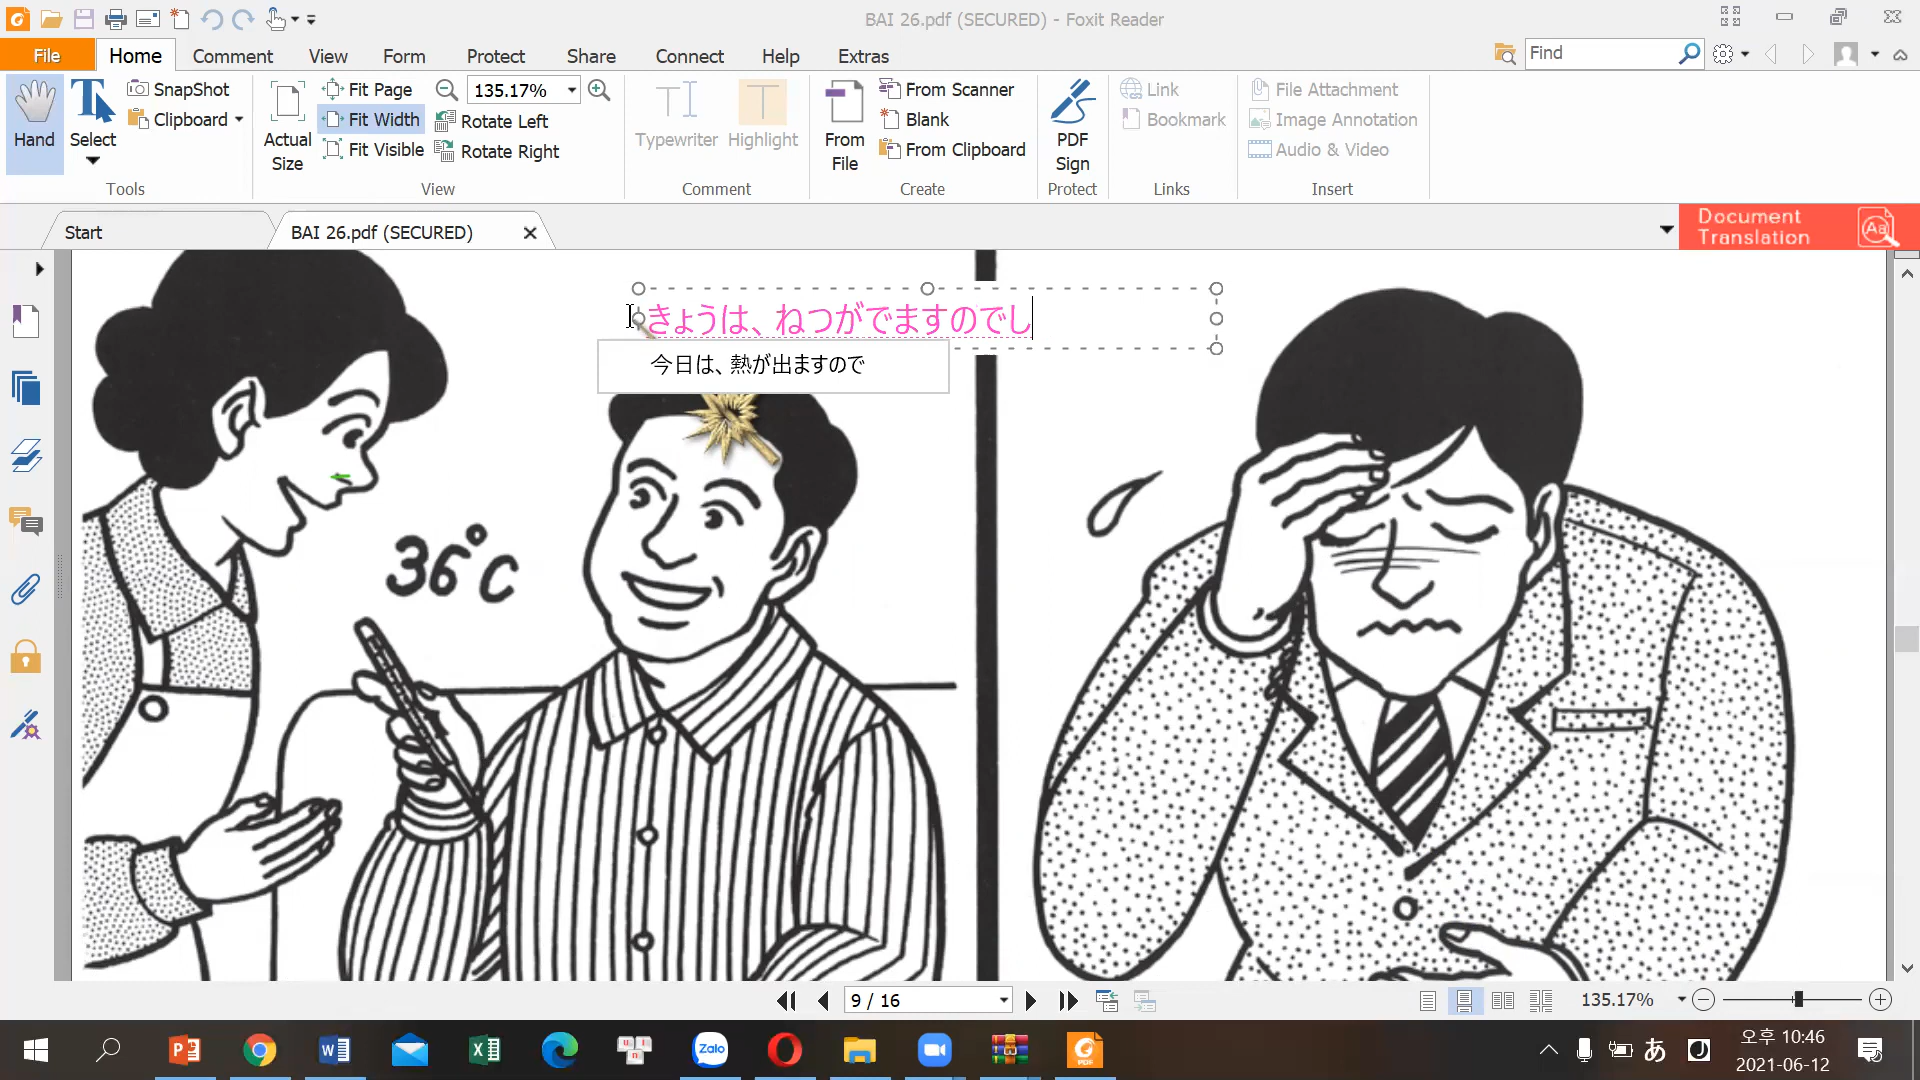 BAI 26.pdf (SECURED) - Foxit Reader
File
Home
Comment
View
Form
Protect
Share
Connect
Help
Extras
Find
Hand
Select
SnapShot
Clipboard
Tools
Actual
Size
Fit Page
Fit Width
Fit Visible
135.17%
Rotate Left
Rotate Right
View
Typewriter
Highlight
Comment
From
File
From Scanner
Blank
From Clipboard
Create
PDF
Sign
Protect
Link
Bookmark
Links
File Attachment
Image Annotation
Audio & Video
Insert
Start
BAI 26.pdf (SECURED)
Document
Translation
きょうは、ねつがでますのでし
今日は、熱が出ますので
36°C
9 / 16
135.17%
Zalo
あ
오후 10:46
2021-06-12